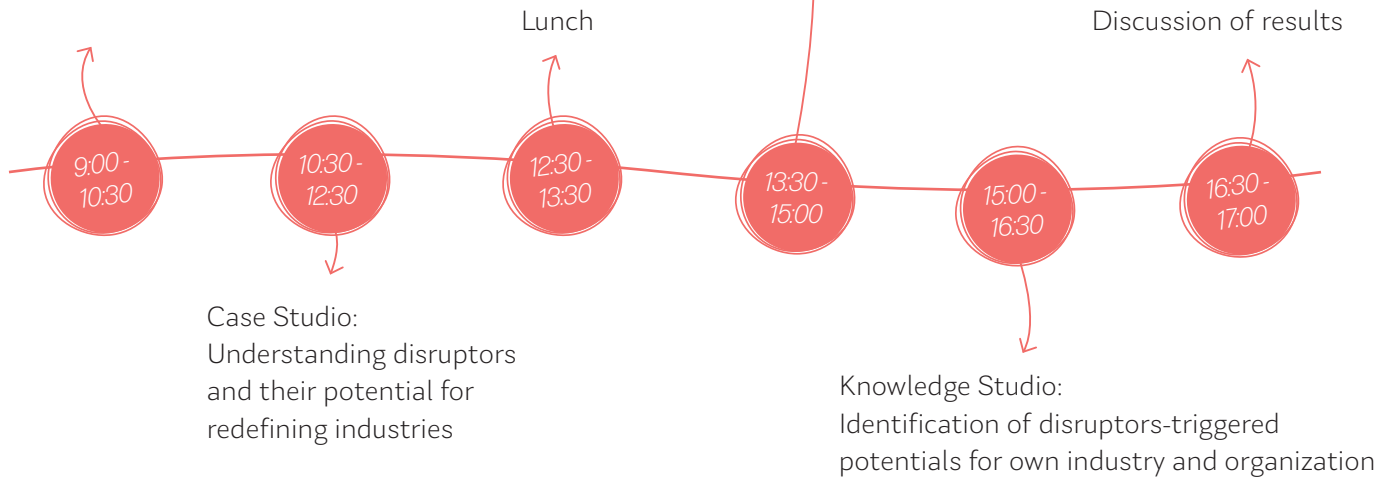 Lunch
Discussion of results
9:00 -
10:30
10:30 -
12:30
12:30 -
13:30
13:30 -
15:00
15:00 -
16:30
16:30 -
17:00
Case Studio:
Understanding disruptors
and their potential for
redefining industries
Knowledge Studio:
Identification of disruptors-triggered
potentials for own industry and organization